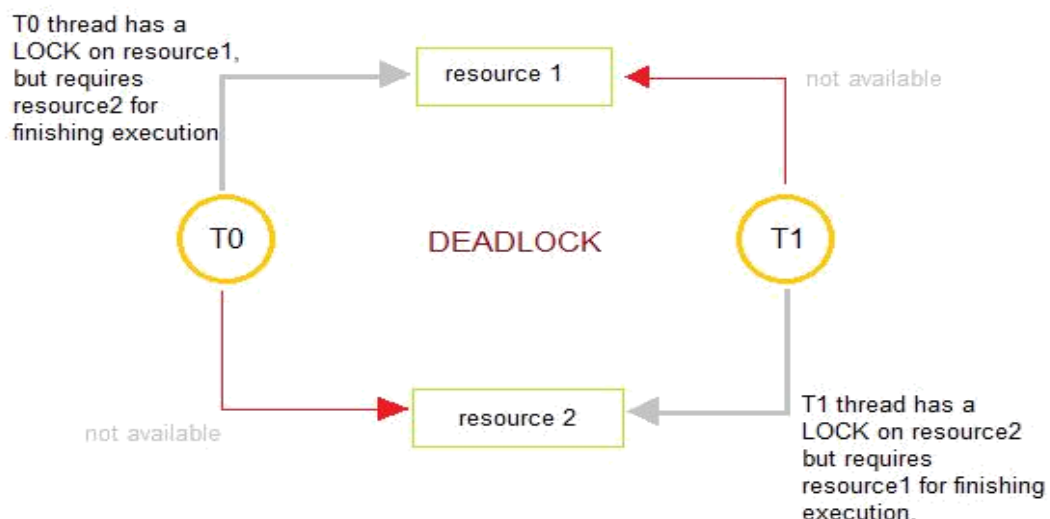 T0 thread has a
LOCK on resource1,
but requires
resource2 for
finishing execution
resource 1
not available
T0
DEADLOCK
T1
not available
resource 2
T1 thread has a
LOCK on resource2
but requires
resource1 for finishing
execution.